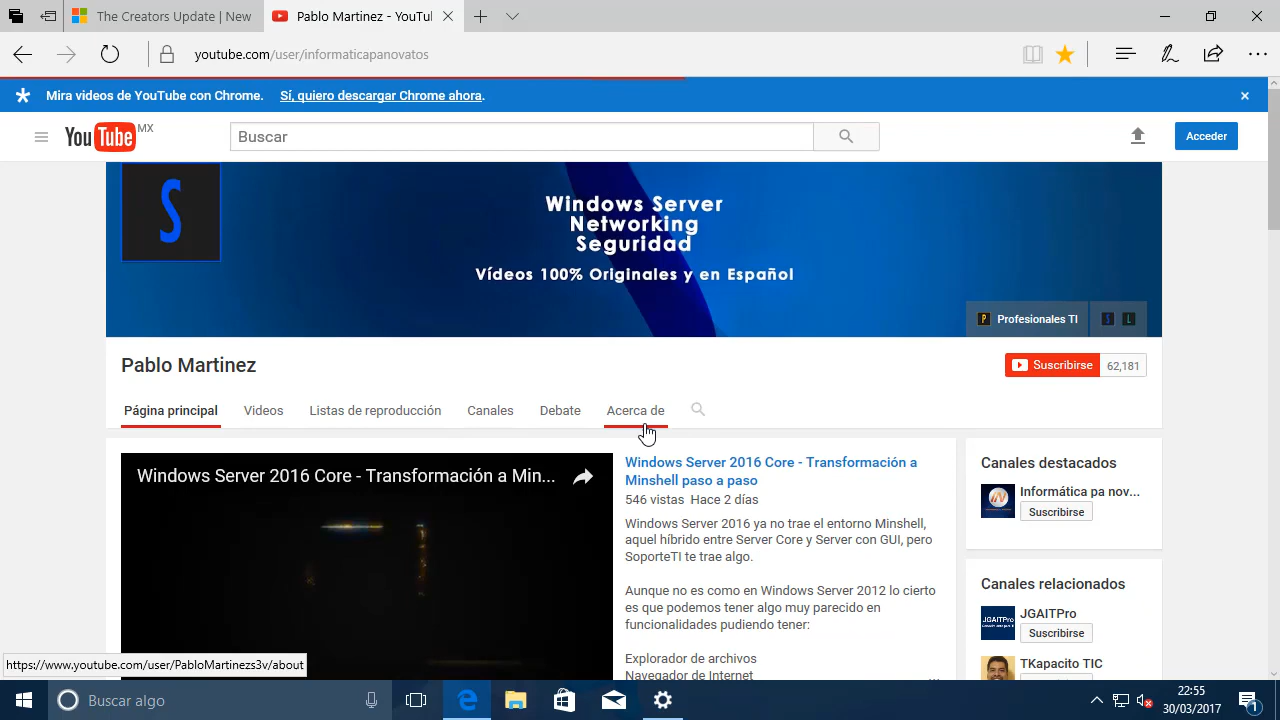 The Creators Update | New
Pablo Martinez - YouTu
youtube.com/user/informaticapanovatos
Mira videos de YouTube con Chrome. Sí, quiero descargar Chrome ahora.
YouTube MX
Buscar
Acceder
S
Windows Server
Networking
Seguridad
Vídeos 100% Originales y en Español
P Profesionales TI S L
Pablo Martinez
Suscribirse 62,181
Página principal Videos Listas de reproducción Canales Debate Acerca de
Windows Server 2016 Core - Transformación a Min...
Windows Server 2016 Core - Transformación a
Minshell paso a paso
546 vistas Hace 2 días
Windows Server 2016 ya no trae el entorno Minshell,
aquel híbrido entre Server Core y Server con GUI, pero
SoporteTI te trae algo.
Aunque no es como en Windows Server 2012 lo cierto
es que podemos tener algo muy parecido en
funcionalidades pudiendo tener:
Explorador de archivos
Navegador de Internet
Canales destacados
Informática pa nov...
Suscribirse
Canales relacionados
JGAITPro
JGAITPro
Suscribirse
TKapacito TIC
https://www.youtube.com/user/PabloMartinezs3v/about
Buscar algo
22:55
30/03/2017
1